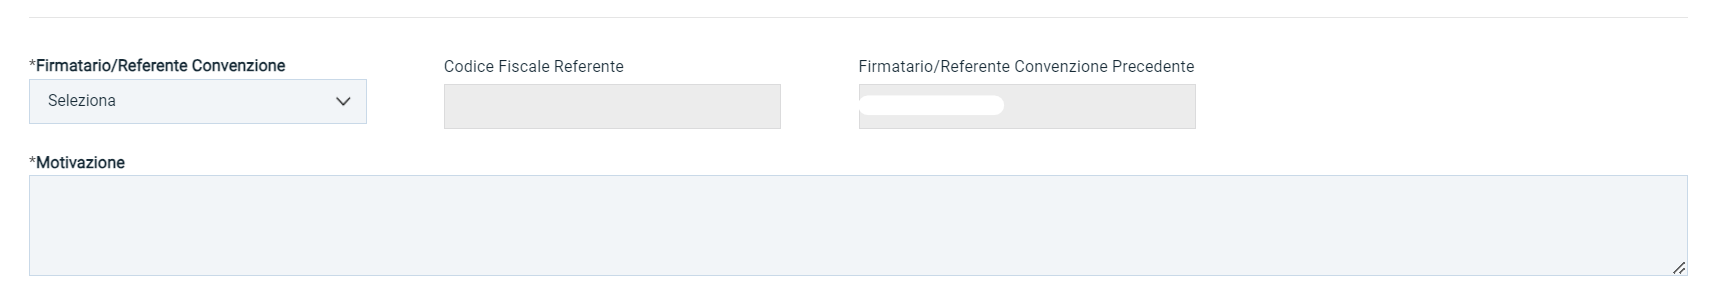 *Firmatario/Referente Convenzione
Codice Fiscale Referente
Firmatario/Referente Convenzione Precedente
Seleziona
*Motivazione